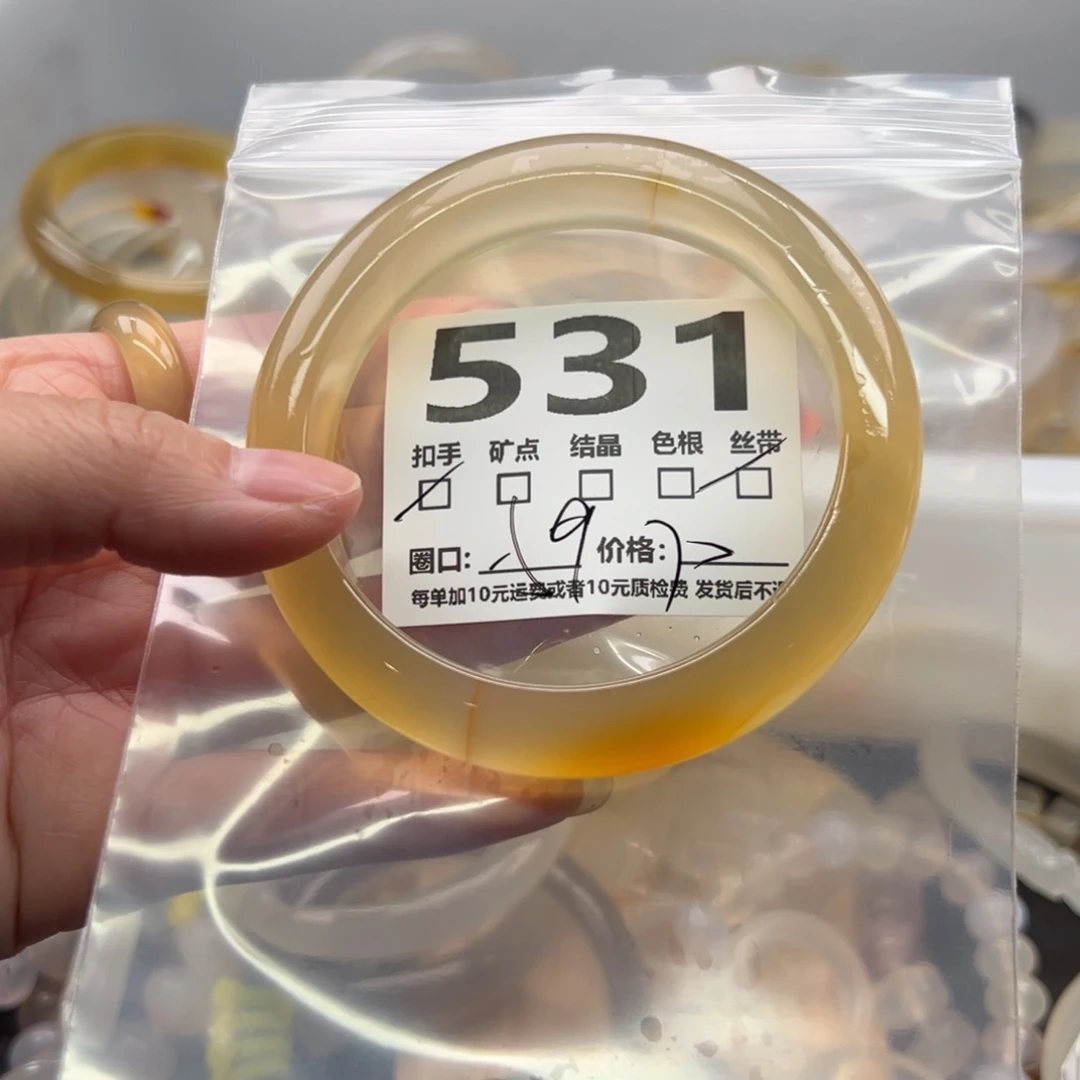 531
扣手 矿点 结晶 色根 丝带
圈口: 价格: 72
每单加10元运费或者10元质检费 发货后不退